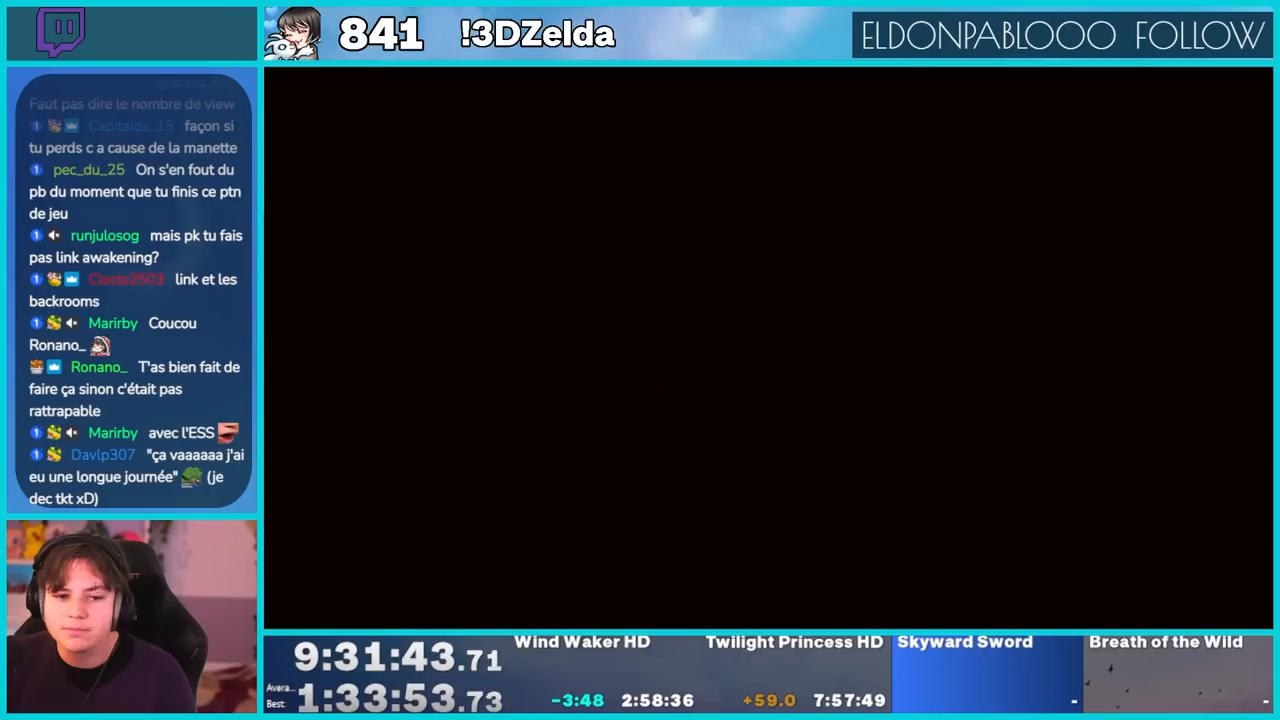 841 !3DZelda ELDONPABLOOO FOLLOW
Faut pas dire le nombre de view
Capitalos_15 façon si
tu perds c a cause de la manette
pec_du_25 On s'en fout du
pb du moment que tu finis ce ptn
de jeu
runjulosog mais pk tu fais
pas link awakening?
Cloclo2503 link et les
backrooms
Marirby Coucou
Ronano_
Ronano_ T'as bien fait de
faire ça sinon c'était pas
rattrapable
Marirby avec l'ESS
Davlp307 "ça vaaaaaa j'ai
eu une longue journée" (je
dec tkt xD)
9:31:43.71
Avera...
Best: 1:33:53.73
Wind Waker HD
-3:48 2:58:36
Twilight Princess HD
+59.0 7:57:49
Skyward Sword
-
Breath of the Wild
-